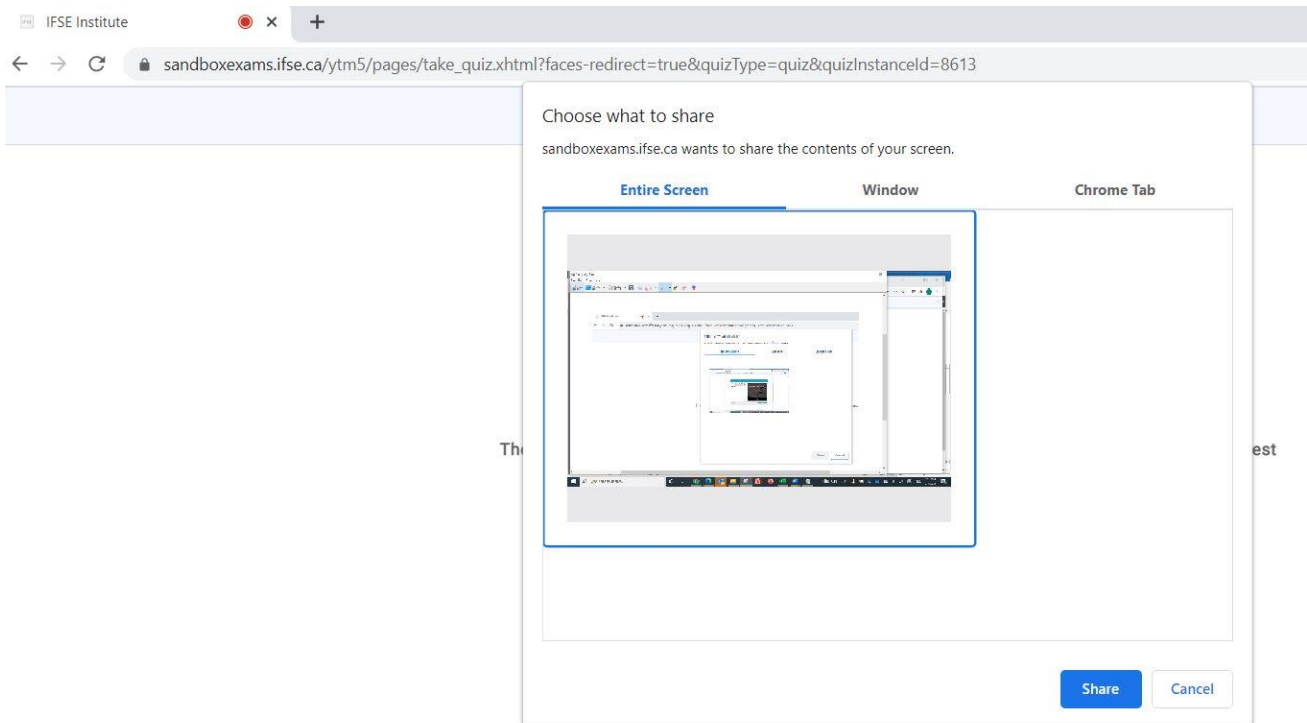 IFSE Institute
sandboxexams.ifse.ca/ytm5/pages/take_quiz.xhtml?faces-redirect=true&quizType=quiz&quizInstanceId=8613
Choose what to share
sandboxexams.ifse.ca wants to share the contents of your screen.
Entire Screen Window Chrome Tab
Share Cancel